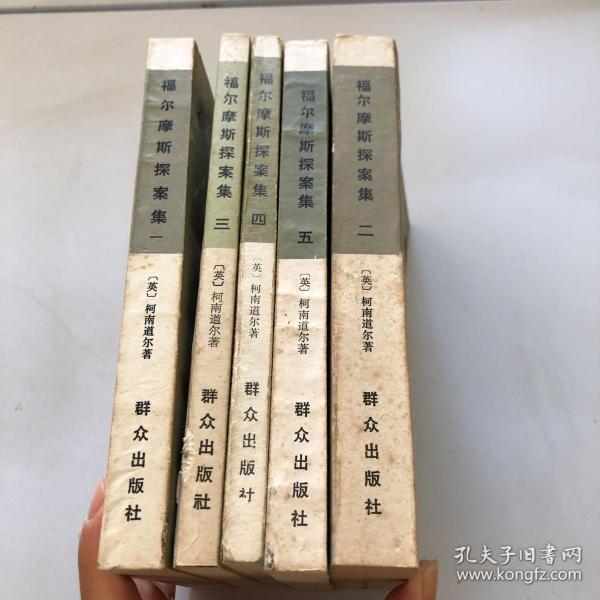 福尔摩斯探案集 一
〔英〕柯南道尔著
群众出版社
福尔摩斯探案集 三
〔英〕柯南道尔著
群众出版社
福尔摩斯探案集 四
〔英〕柯南道尔著
群众出版社
福尔摩斯探案集 五
〔英〕柯南道尔著
群众出版社
福尔摩斯探案集 二
〔英〕柯南道尔著
群众出版社
孔夫子旧书网
www.kongfz.com